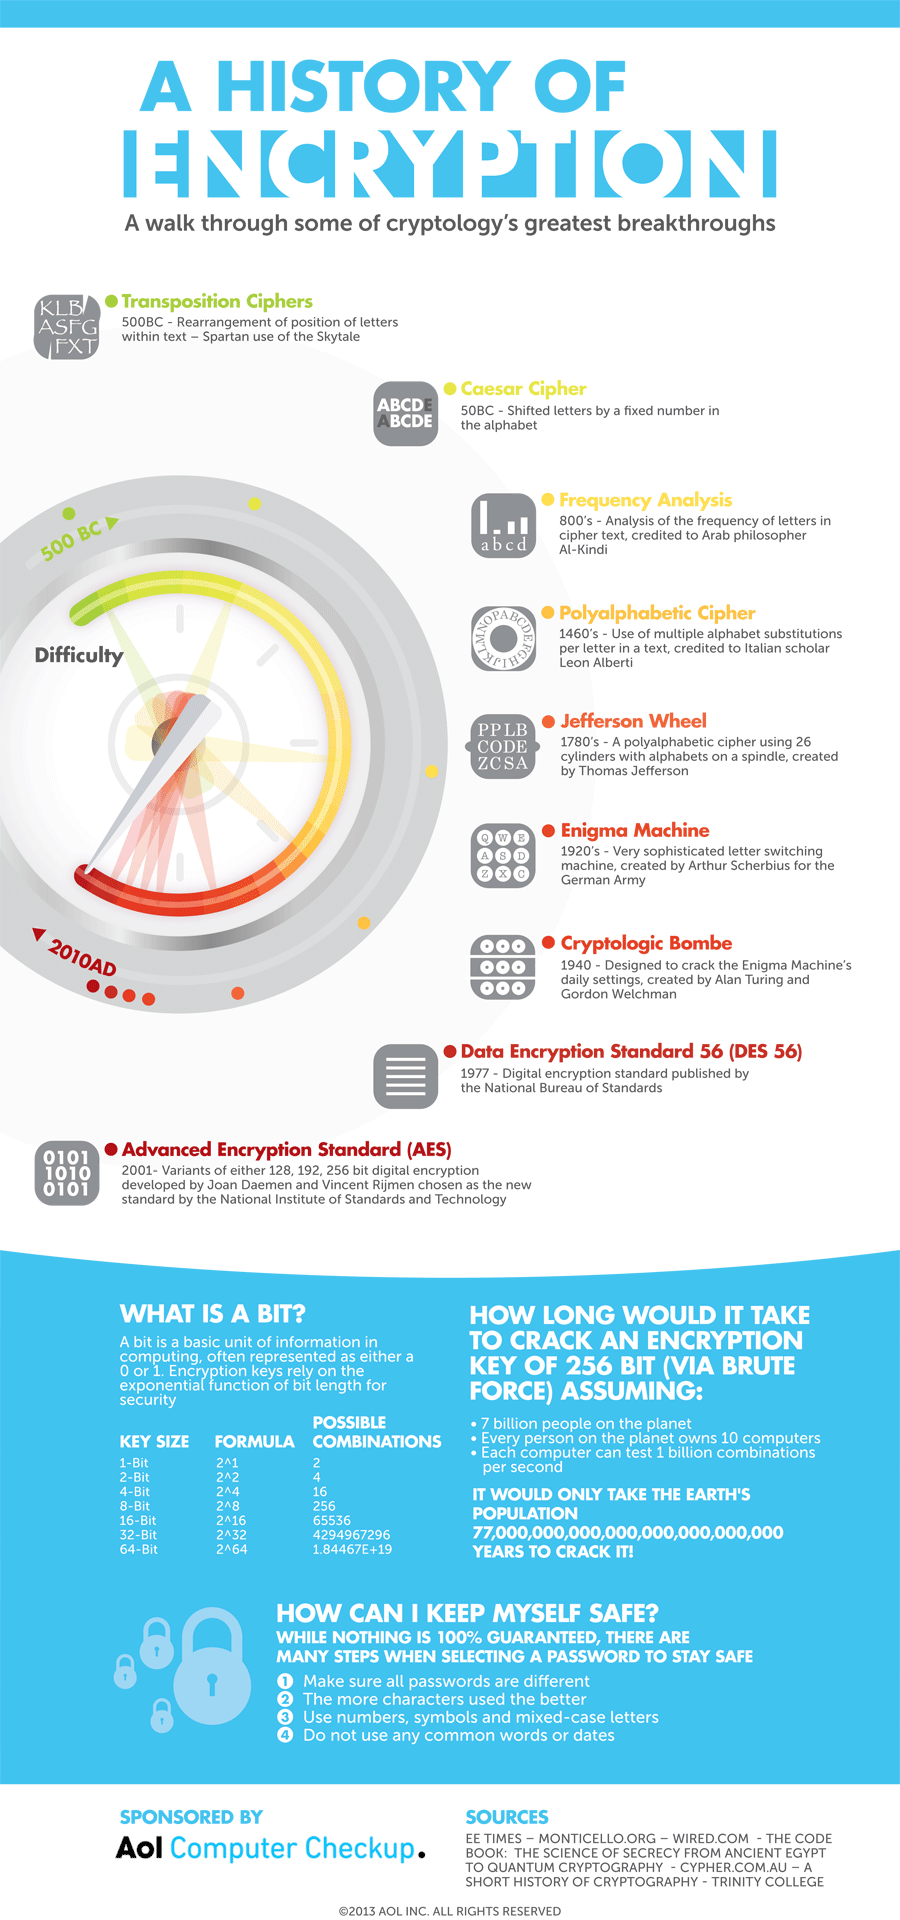 A HISTORY OF
ENCRYPTION
A walk through some of cryptology's greatest breakthroughs
KLB
ASFG
FXT
Transposition Ciphers
500BC - Rearrangement of position of letters
within text – Spartan use of the Skytale
ABCDE
ABCDE
Caesar Cipher
50BC - Shifted letters by a fixed number in
the alphabet
500 BC
Difficulty
2010AD
abcd
Frequency Analysis
800's - Analysis of the frequency of letters in
cipher text, credited to Arab philosopher
Al-Kindi
ABCDEFGHIJKLMNOP
Polyalphabetic Cipher
1460's - Use of multiple alphabet substitutions
per letter in a text, credited to Italian scholar
Leon Alberti
PPLB
CODE
ZCSA
Jefferson Wheel
1780's - A polyalphabetic cipher using 26
cylinders with alphabets on a spindle, created
by Thomas Jefferson
Q W E
A S D
Z X C
Enigma Machine
1920's - Very sophisticated letter switching
machine, created by Arthur Scherbius for the
German Army
Cryptologic Bombe
1940 - Designed to crack the Enigma Machine's
daily settings, created by Alan Turing and
Gordon Welchman
Data Encryption Standard 56 (DES 56)
1977 - Digital encryption standard published by
the National Bureau of Standards
0101
1010
0101
Advanced Encryption Standard (AES)
2001- Variants of either 128, 192, 256 bit digital encryption
developed by Joan Daemen and Vincent Rijmen chosen as the new
standard by the National Institute of Standards and Technology
WHAT IS A BIT?
A bit is a basic unit of information in
computing, often represented as either a
0 or 1. Encryption keys rely on the
exponential function of bit length for
security
KEY SIZE FORMULA POSSIBLE COMBINATIONS
1-Bit 2^1 2
2-Bit 2^2 4
4-Bit 2^4 16
8-Bit 2^8 256
16-Bit 2^16 65536
32-Bit 2^32 4294967296
64-Bit 2^64 1.84467E+19
HOW LONG WOULD IT TAKE
TO CRACK AN ENCRYPTION
KEY OF 256 BIT (VIA BRUTE
FORCE) ASSUMING:
• 7 billion people on the planet
• Every person on the planet owns 10 computers
• Each computer can test 1 billion combinations
per second
IT WOULD ONLY TAKE THE EARTH'S
POPULATION
77,000,000,000,000,000,000,000,000
YEARS TO CRACK IT!
HOW CAN I KEEP MYSELF SAFE?
WHILE NOTHING IS 100% GUARANTEED, THERE ARE
MANY STEPS WHEN SELECTING A PASSWORD TO STAY SAFE
1 Make sure all passwords are different
2 The more characters used the better
3 Use numbers, symbols and mixed-case letters
4 Do not use any common words or dates
SPONSORED BY
Aol Computer Checkup.
SOURCES
EE TIMES – MONTICELLO.ORG – WIRED.COM - THE CODE
BOOK: THE SCIENCE OF SECRECY FROM ANCIENT EGYPT
TO QUANTUM CRYPTOGRAPHY - CYPHER.COM.AU – A
SHORT HISTORY OF CRYPTOGRAPHY - TRINITY COLLEGE
©2013 AOL INC. ALL RIGHTS RESERVED